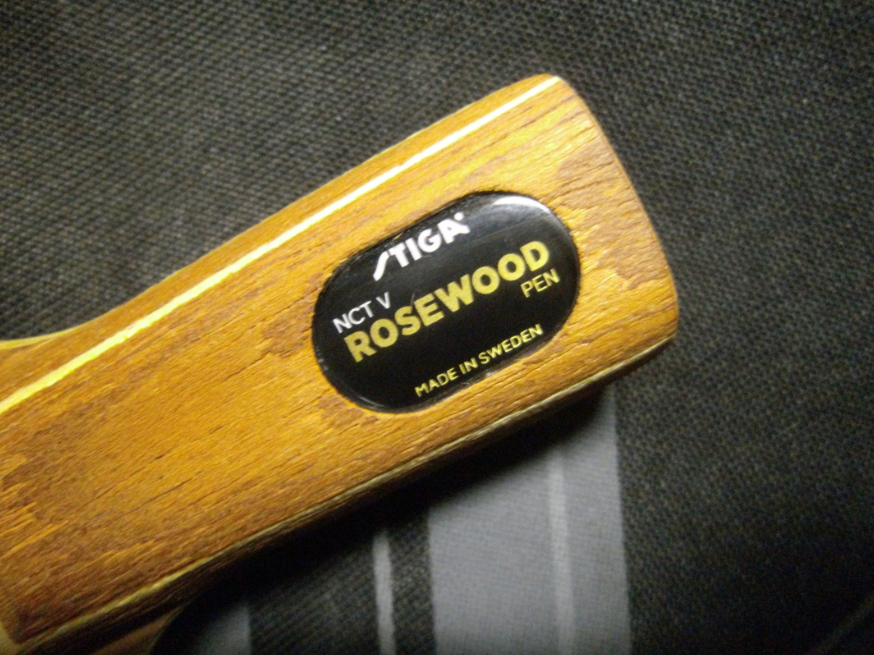 STIGA
NCT V
ROSEWOOD
PEN
MADE IN SWEDEN